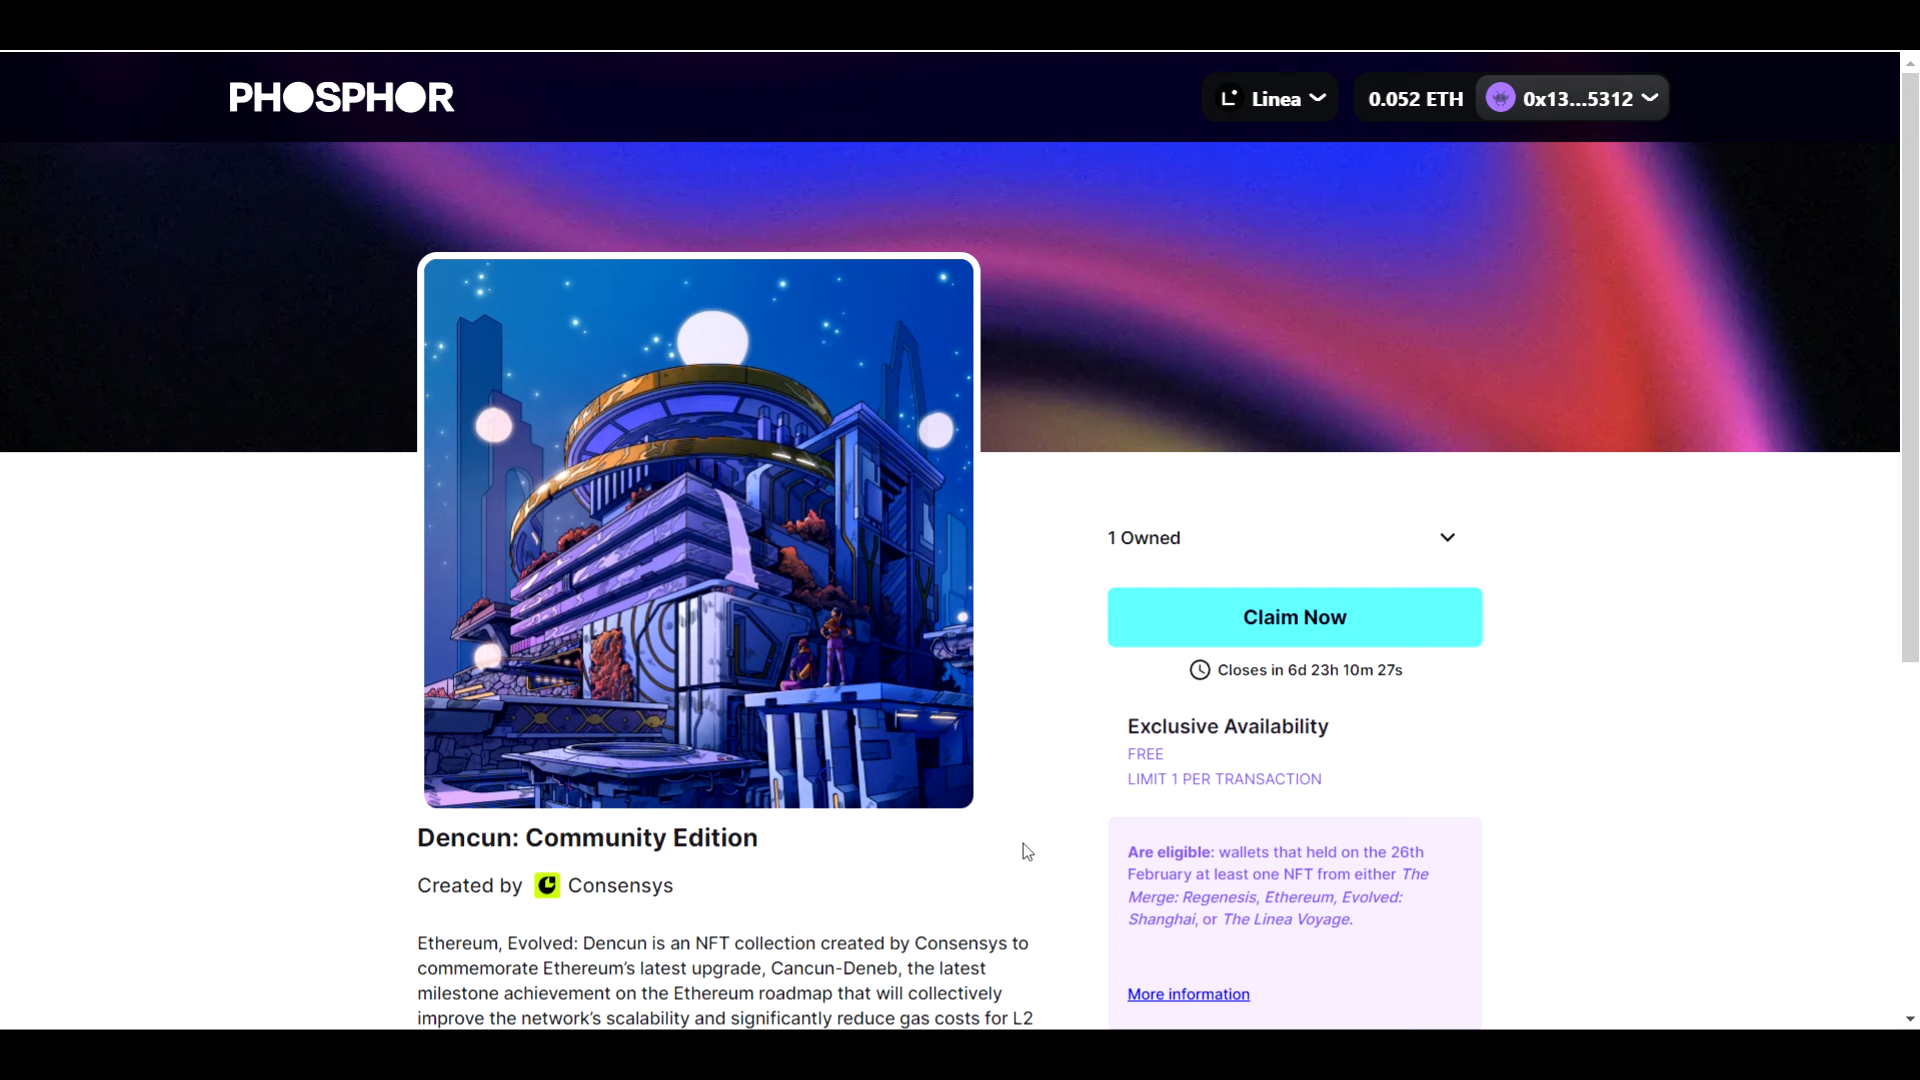 PHOSPHOR
Linea
0.052 ETH
0x13...5312
1 Owned
Claim Now
Closes in 6d 23h 10m 27s
Exclusive Availability
FREE
LIMIT 1 PER TRANSACTION
Are eligible: wallets that held on the 26th
February at least one NFT from either The
Merge: Regenesis, Ethereum, Evolved:
Shanghai, or The Linea Voyage.
More information
Dencun: Community Edition
Created by Consensys
Ethereum, Evolved: Dencun is an NFT collection created by Consensys to
commemorate Ethereum’s latest upgrade, Cancun-Deneb, the latest
milestone achievement on the Ethereum roadmap that will collectively
improve the network’s scalability and significantly reduce gas costs for L2